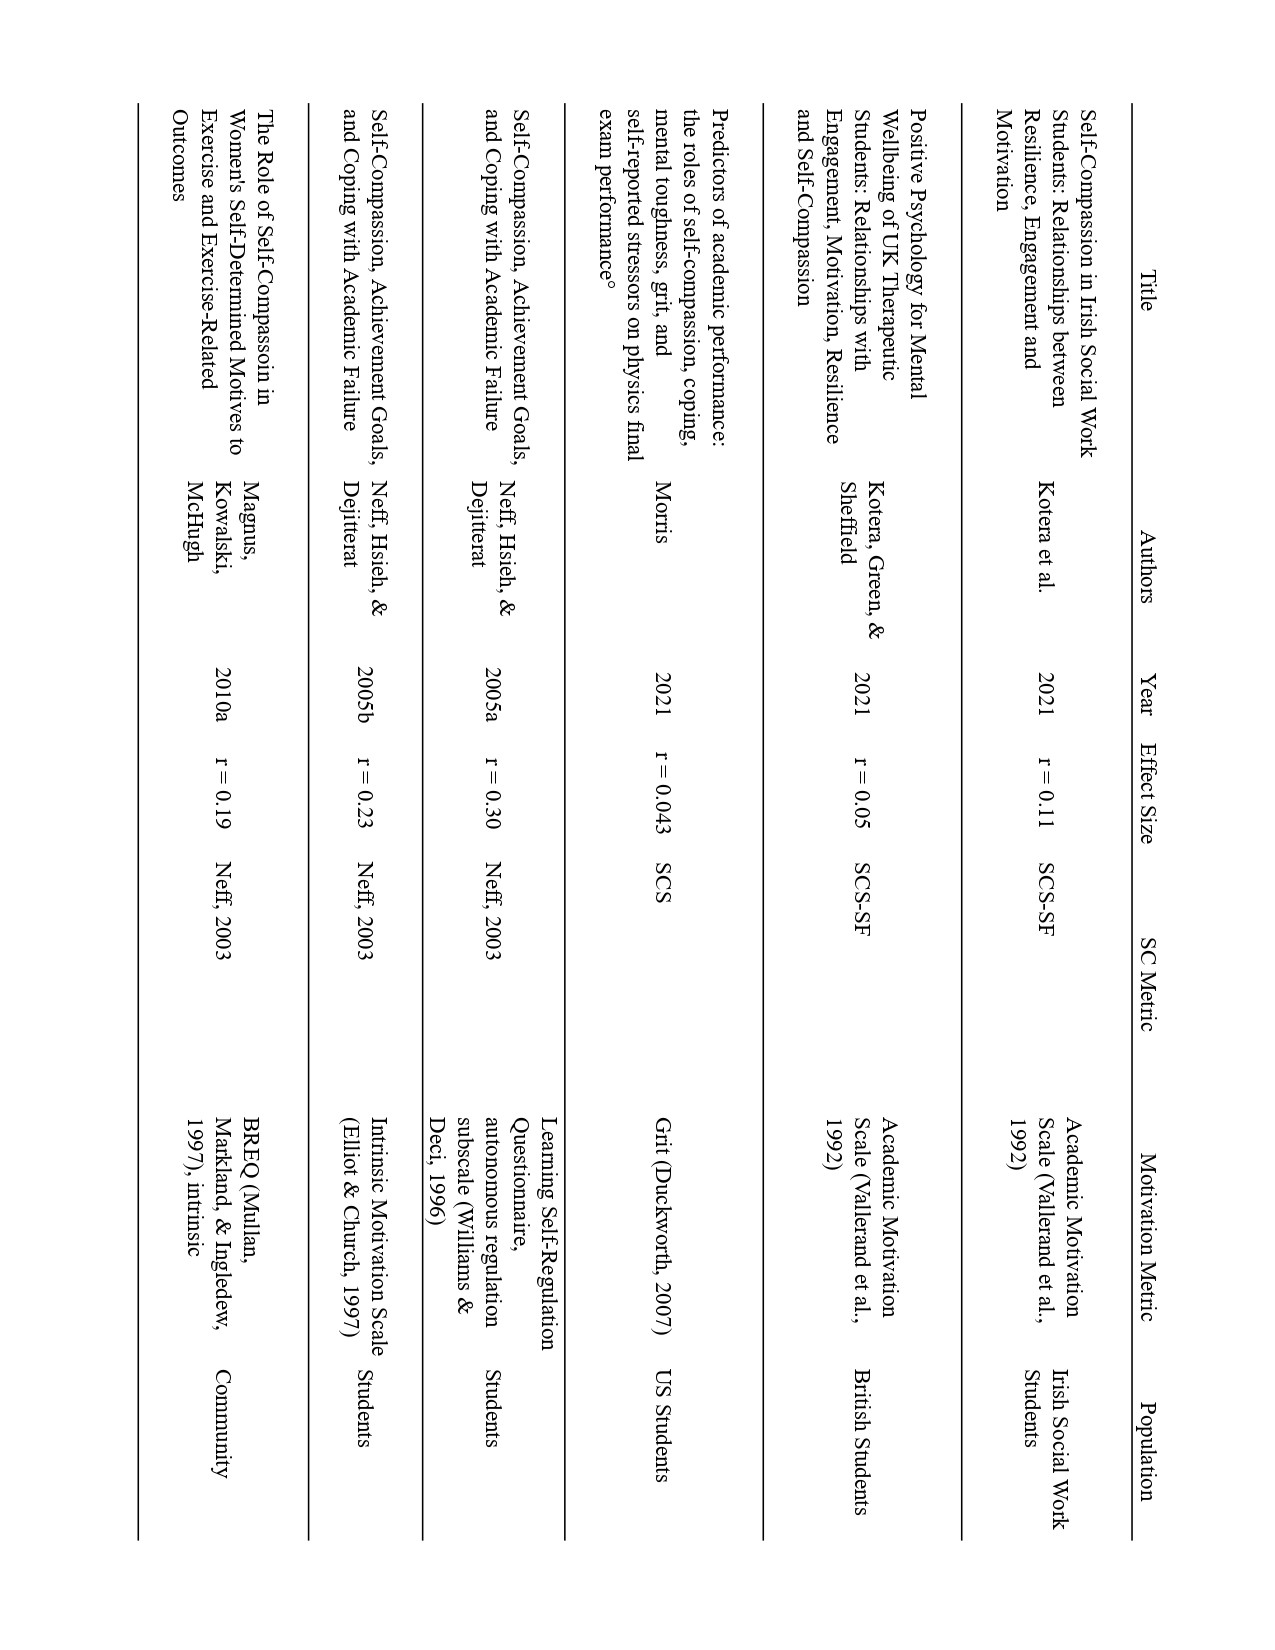 Title Authors Year Effect Size SC Metric Motivation Metric Population
Self-Compassion in Irish Social Work
Students: Relationships between
Resilience, Engagement and
Motivation
Kotera et al.
2021
r = 0.11
SCS-SF
Academic Motivation
Scale (Vallerand et al.,
1992)
Irish Social Work
Students
Positive Psychology for Mental
Wellbeing of UK Therapeutic
Students: Relationships with
Engagement, Motivation, Resilience
and Self-Compassion
Kotera, Green, &
Sheffield
2021
r = 0.05
SCS-SF
Academic Motivation
Scale (Vallerand et al.,
1992)
British Students
Predictors of academic performance:
the roles of self-compassion, coping,
mental toughness, grit, and
self-reported stressors on physics final
exam performance°
Morris
2021
r = 0.043
SCS
Grit (Duckworth, 2007)
US Students
Self-Compassion, Achievement Goals,
and Coping with Academic Failure
Neff, Hsieh, &
Dejitterat
2005a
r = 0.30
Neff, 2003
Learning Self-Regulation
Questionnaire,
autonomous regulation
subscale (Williams &
Deci, 1996)
Students
Self-Compassion, Achievement Goals,
and Coping with Academic Failure
Neff, Hsieh, &
Dejitterat
2005b
r = 0.23
Neff, 2003
Intrinsic Motivation Scale
(Elliot & Church, 1997)
Students
The Role of Self-Compassoin in
Women's Self-Determined Motives to
Exercise and Exercise-Related
Outcomes
Magnus,
Kowalski,
McHugh
2010a
r = 0.19
Neff, 2003
BREQ (Mullan,
Markland, & Ingledew,
1997), intrinsic
Community